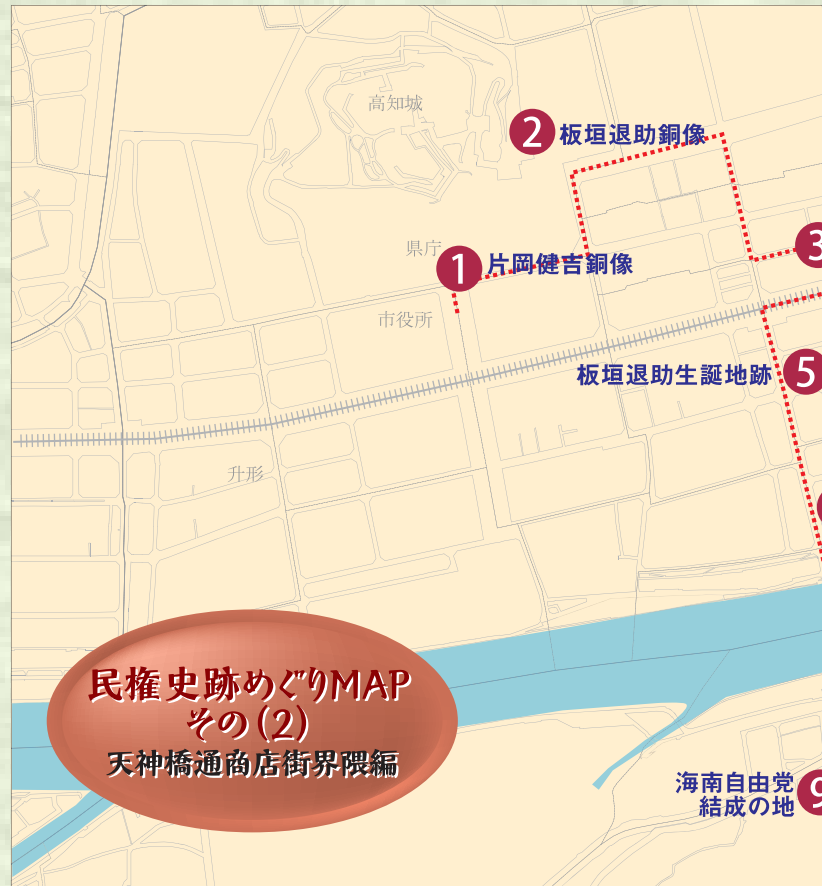 高知城
2 板垣退助銅像
県庁
1 片岡健吉銅像
3
市役所
板垣退助生誕地跡 5
升形
民権史跡めぐりMAP
その(2)
天神橋通商店街界隈編
海南自由党
結成の地 9